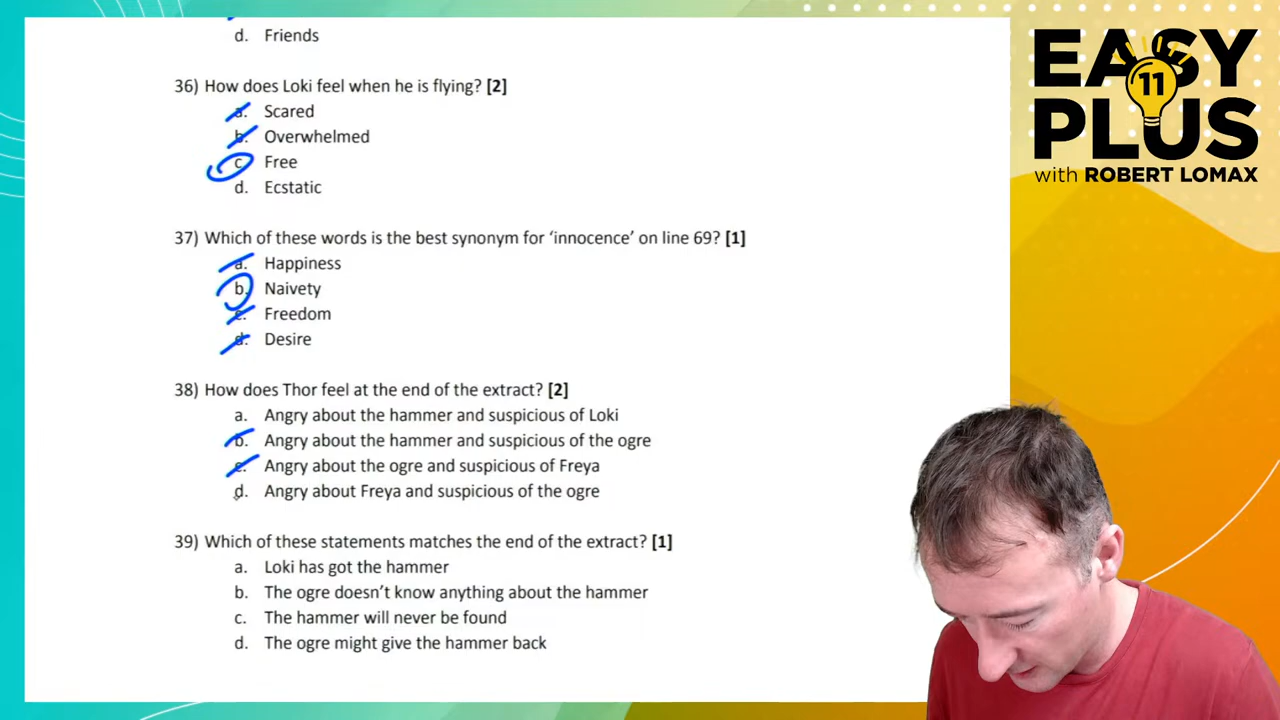 d. Friends
36) How does Loki feel when he is flying? [2]
a. Scared
b. Overwhelmed
c. Free
d. Ecstatic
37) Which of these words is the best synonym for ‘innocence’ on line 69? [1]
a. Happiness
b. Naivety
c. Freedom
d. Desire
38) How does Thor feel at the end of the extract? [2]
a. Angry about the hammer and suspicious of Loki
b. Angry about the hammer and suspicious of the ogre
c. Angry about the ogre and suspicious of Freya
d. Angry about Freya and suspicious of the ogre
39) Which of these statements matches the end of the extract? [1]
a. Loki has got the hammer
b. The ogre doesn’t know anything about the hammer
c. The hammer will never be found
d. The ogre might give the hammer back
EASY
11
PLUS
with ROBERT LOMAX